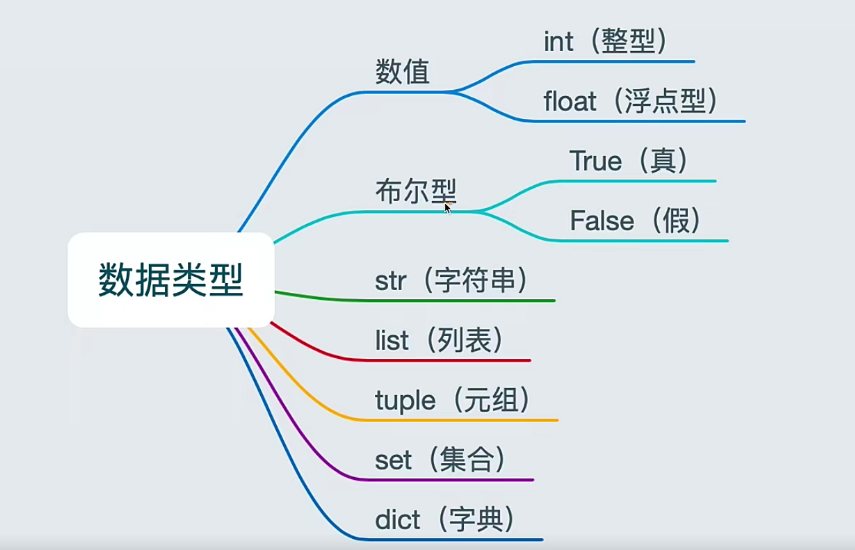 数据类型
数值
int（整型）
float（浮点型）
布尔型
True（真）
False（假）
str（字符串）
list（列表）
tuple（元组）
set（集合）
dict（字典）